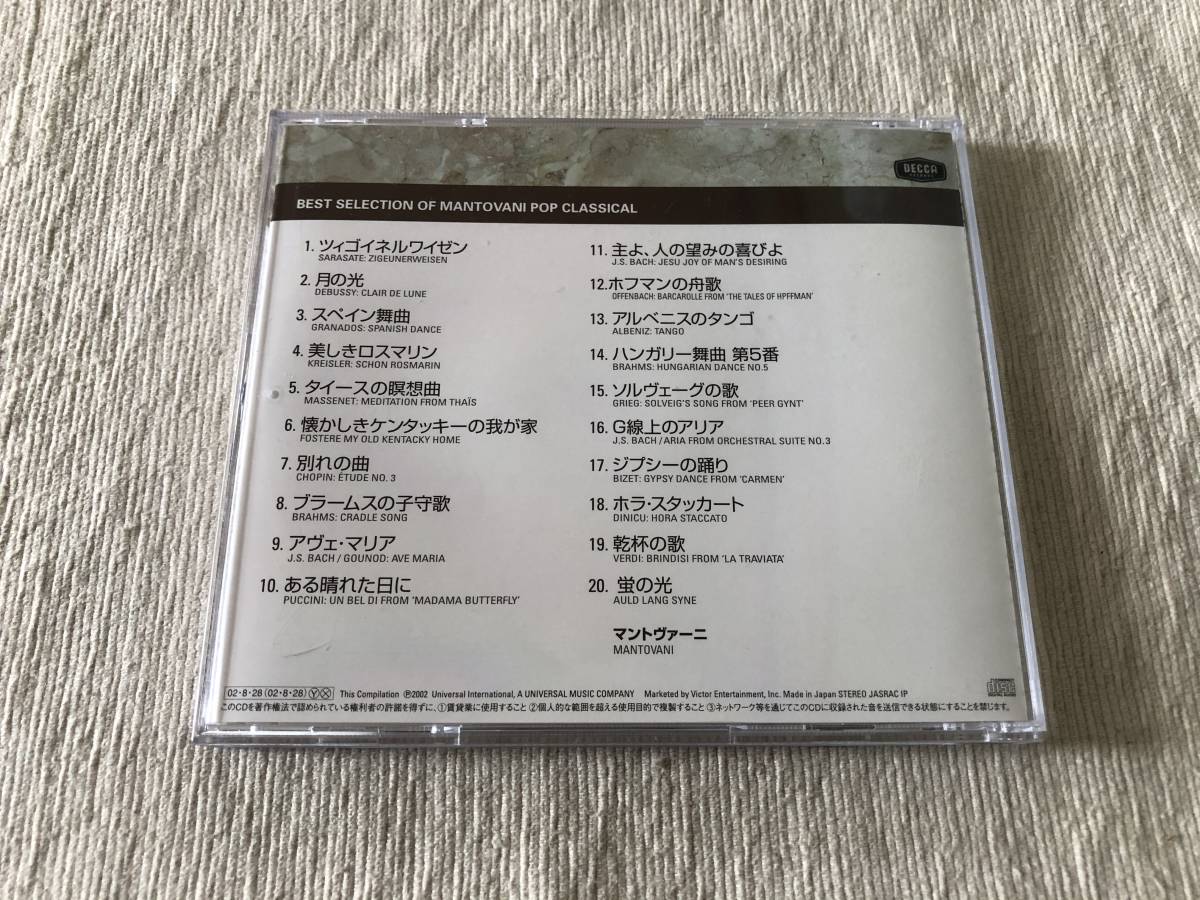 DECCA
BEST SELECTION OF MANTOVANI POP CLASSICAL
1. ツィゴイネルワイゼン
SARASATE: ZIGEUNERWEISEN
2. 月の光
DEBUSSY: CLAIR DE LUNE
3. スペイン舞曲
GRANADOS: SPANISH DANCE
4. 美しきロスマリン
KREISLER: SCHON ROSMARIN
5. タイースの瞑想曲
MASSENET: MEDITATION FROM THAÏS
6. 懐かしきケンタッキーの我が家
FOSTERE MY OLD KENTACKY HOME
7. 別れの曲
CHOPIN: ÉTUDE NO. 3
8. ブラームスの子守歌
BRAHMS: CRADLE SONG
9. アヴェ・マリア
J.S. BACH / GOUNOD: AVE MARIA
10. ある晴れた日に
PUCCINI: UN BEL DI FROM ‘MADAMA BUTTERFLY’
11. 主よ、人の望みの喜びよ
J.S. BACH: JESU JOY OF MAN'S DESIRING
12. ホフマンの舟歌
OFFENBACH: BARCAROLLE FROM ‘THE TALES OF HPFFMAN’
13. アルベニスのタンゴ
ALBENIZ: TANGO
14. ハンガリー舞曲 第5番
BRAHMS: HUNGARIAN DANCE NO.5
15. ソルヴェーグの歌
GRIEG: SOLVEIG'S SONG FROM ‘PEER GYNT’
16. G線上のアリア
J.S. BACH / ARIA FROM ORCHESTRAL SUITE NO.3
17. ジプシーの踊り
BIZET: GYPSY DANCE FROM ‘CARMEN’
18. ホラ・スタッカート
DINICU: HORA STACCATO
19. 乾杯の歌
VERDI: BRINDISI FROM ‘LA TRAVIATA’
20. 蛍の光
AULD LANG SYNE
マントヴァーニ
MANTOVANI
02・8・28 (02・8・28) Ⓨ Ⓧ This Compilation ℗2002 Universal International, A UNIVERSAL MUSIC COMPANY Marketed by Victor Entertainment, Inc. Made in Japan STEREO JASRAC IP
このCDを著作権法で認められている権利者の許諾を得ずに、①賃貸業に使用すること ②個人的な範囲を超える使用目的で複製すること ③ネットワーク等を通じてこのCDに収録された音を送信できる状態にすることを禁じます。